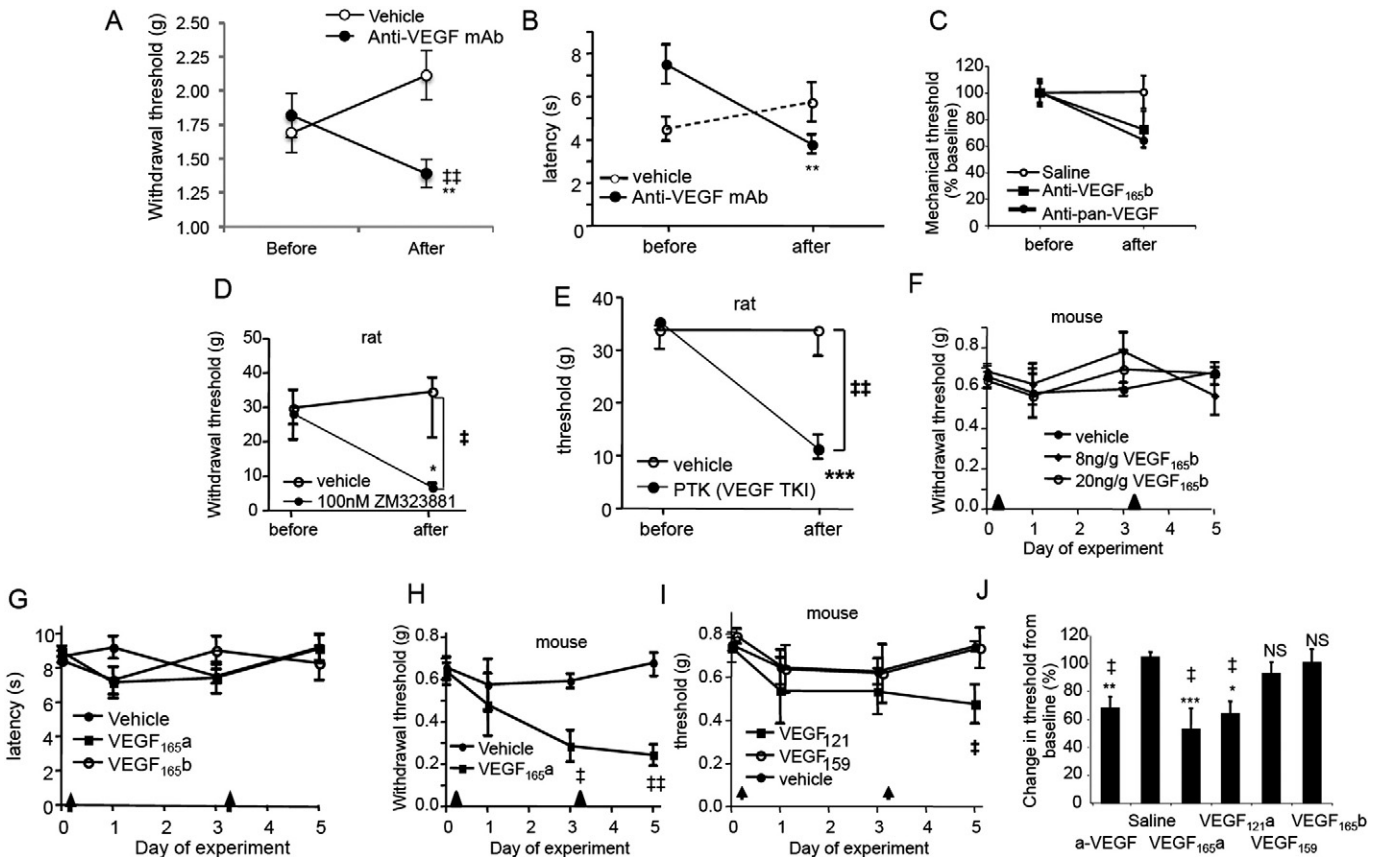 A
Vehicle
Anti-VEGF mAb
Withdrawal threshold (g)
2.50
2.25
2.00
1.75
1.50
1.25
1.00
‡‡
**
Before After
B
latency (s)
8
6
4
2
0
**
vehicle
Anti-VEGF mAb
before after
C
Mechanical threshold
(% baseline)
120
100
80
60
40
20
0
Saline
Anti-VEGF₁₆₅b
Anti-pan-VEGF
before after
D
rat
Withdrawal threshold (g)
50
40
30
20
10
0
*
‡
vehicle
100nM ZM323881
before after
E
rat
threshold (g)
40
30
20
10
0
‡‡
***
vehicle
PTK (VEGF TKI)
before after
F
mouse
Withdrawal threshold (g)
0.8
0.6
0.4
0.2
0.0
vehicle
8ng/g VEGF₁₆₅b
20ng/g VEGF₁₆₅b
0 1 2 3 4 5
Day of experiment
G
latency (s)
10
8
6
4
2
0
Vehicle
VEGF₁₆₅a
VEGF₁₆₅b
0 1 2 3 4 5
Day of experiment
H
mouse
Withdrawal threshold (g)
0.8
0.6
0.4
0.2
0.0
Vehicle
VEGF₁₆₅a
‡
‡‡
0 1 2 3 4 5
Day of experiment
I
mouse
threshold (g)
1.0
0.8
0.6
0.4
0.2
0.0
VEGF₁₂₁
VEGF₁₅₉
vehicle
‡
0 1 2 3 4 5
Day of experiment
J
Change in threshold from
baseline (%)
120
100
80
60
40
20
0
‡
**
‡
***
‡
*
NS
NS
Saline VEGF₁₂₁a VEGF₁₆₅b
a-VEGF VEGF₁₆₅a VEGF₁₅₉